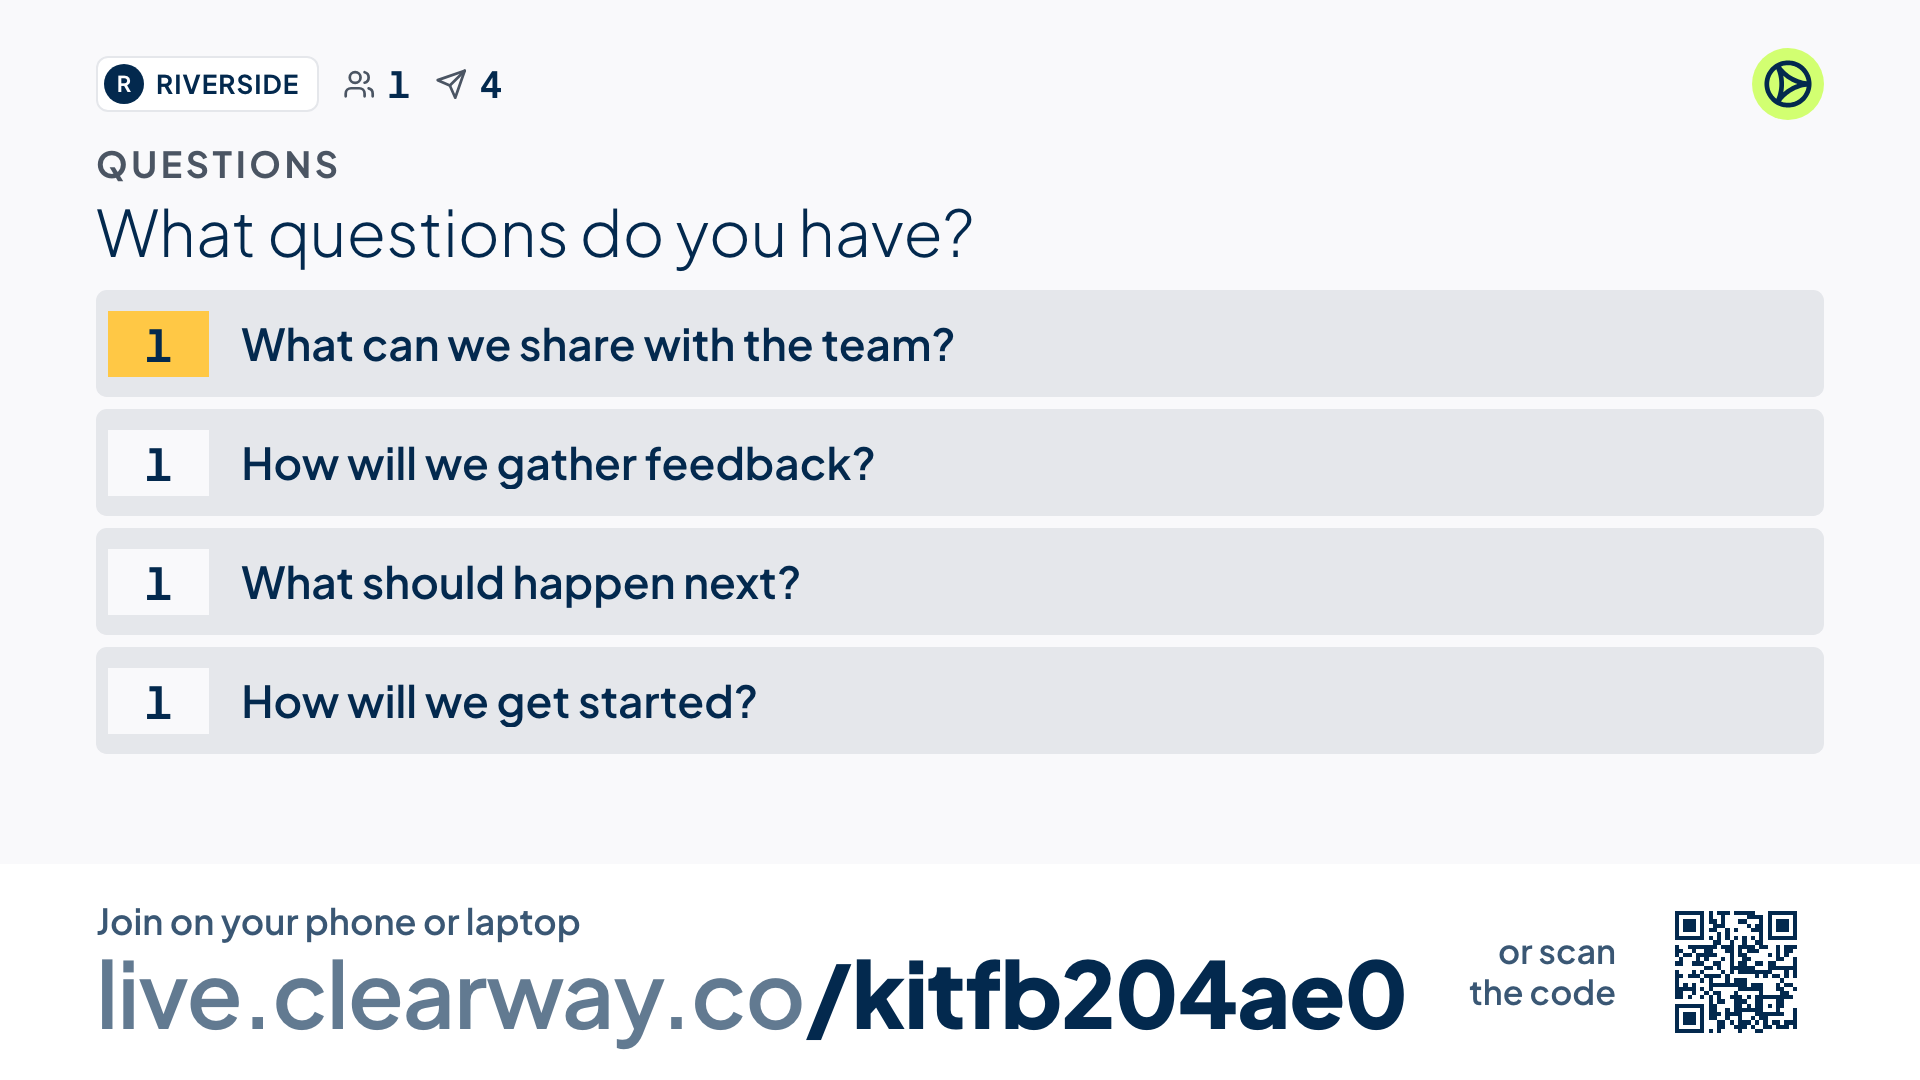 R RIVERSIDE 1 4
QUESTIONS
What questions do you have?
1 What can we share with the team?
1 How will we gather feedback?
1 What should happen next?
1 How will we get started?
Join on your phone or laptop
live.clearway.co/kitfb204ae0
or scan
the code